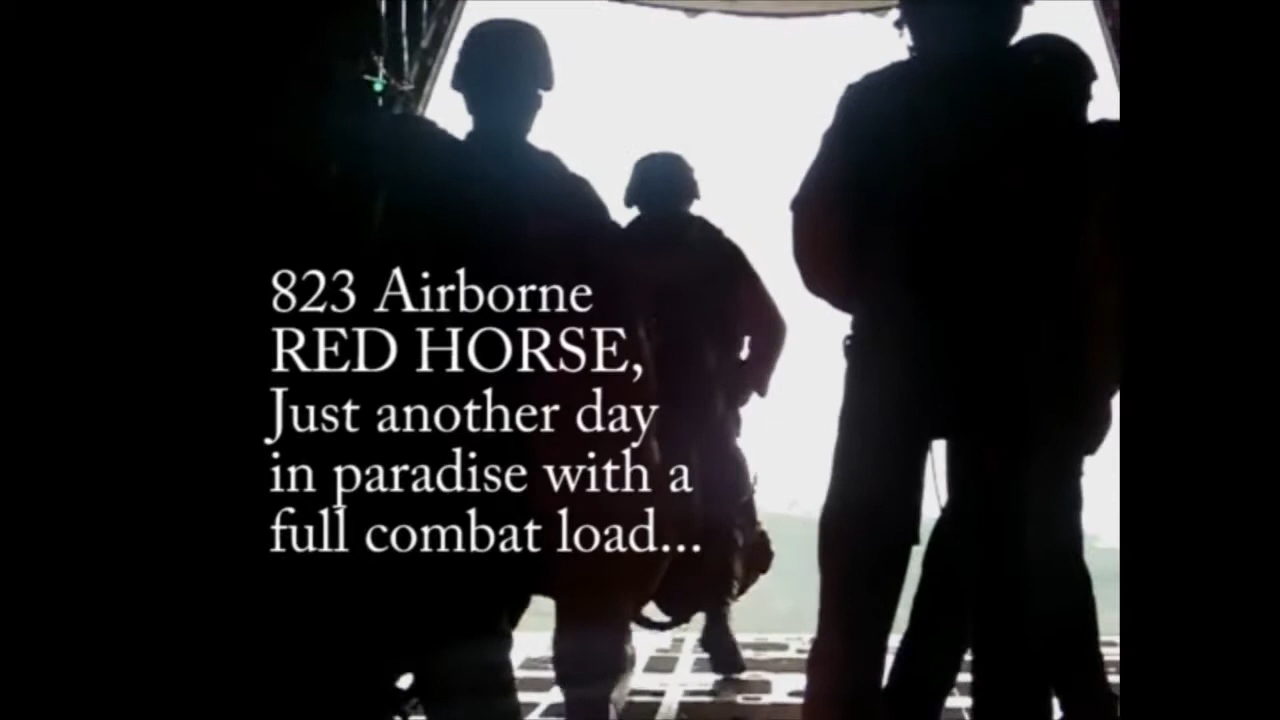 823 Airborne
RED HORSE,
Just another day
in paradise with a
full combat load...